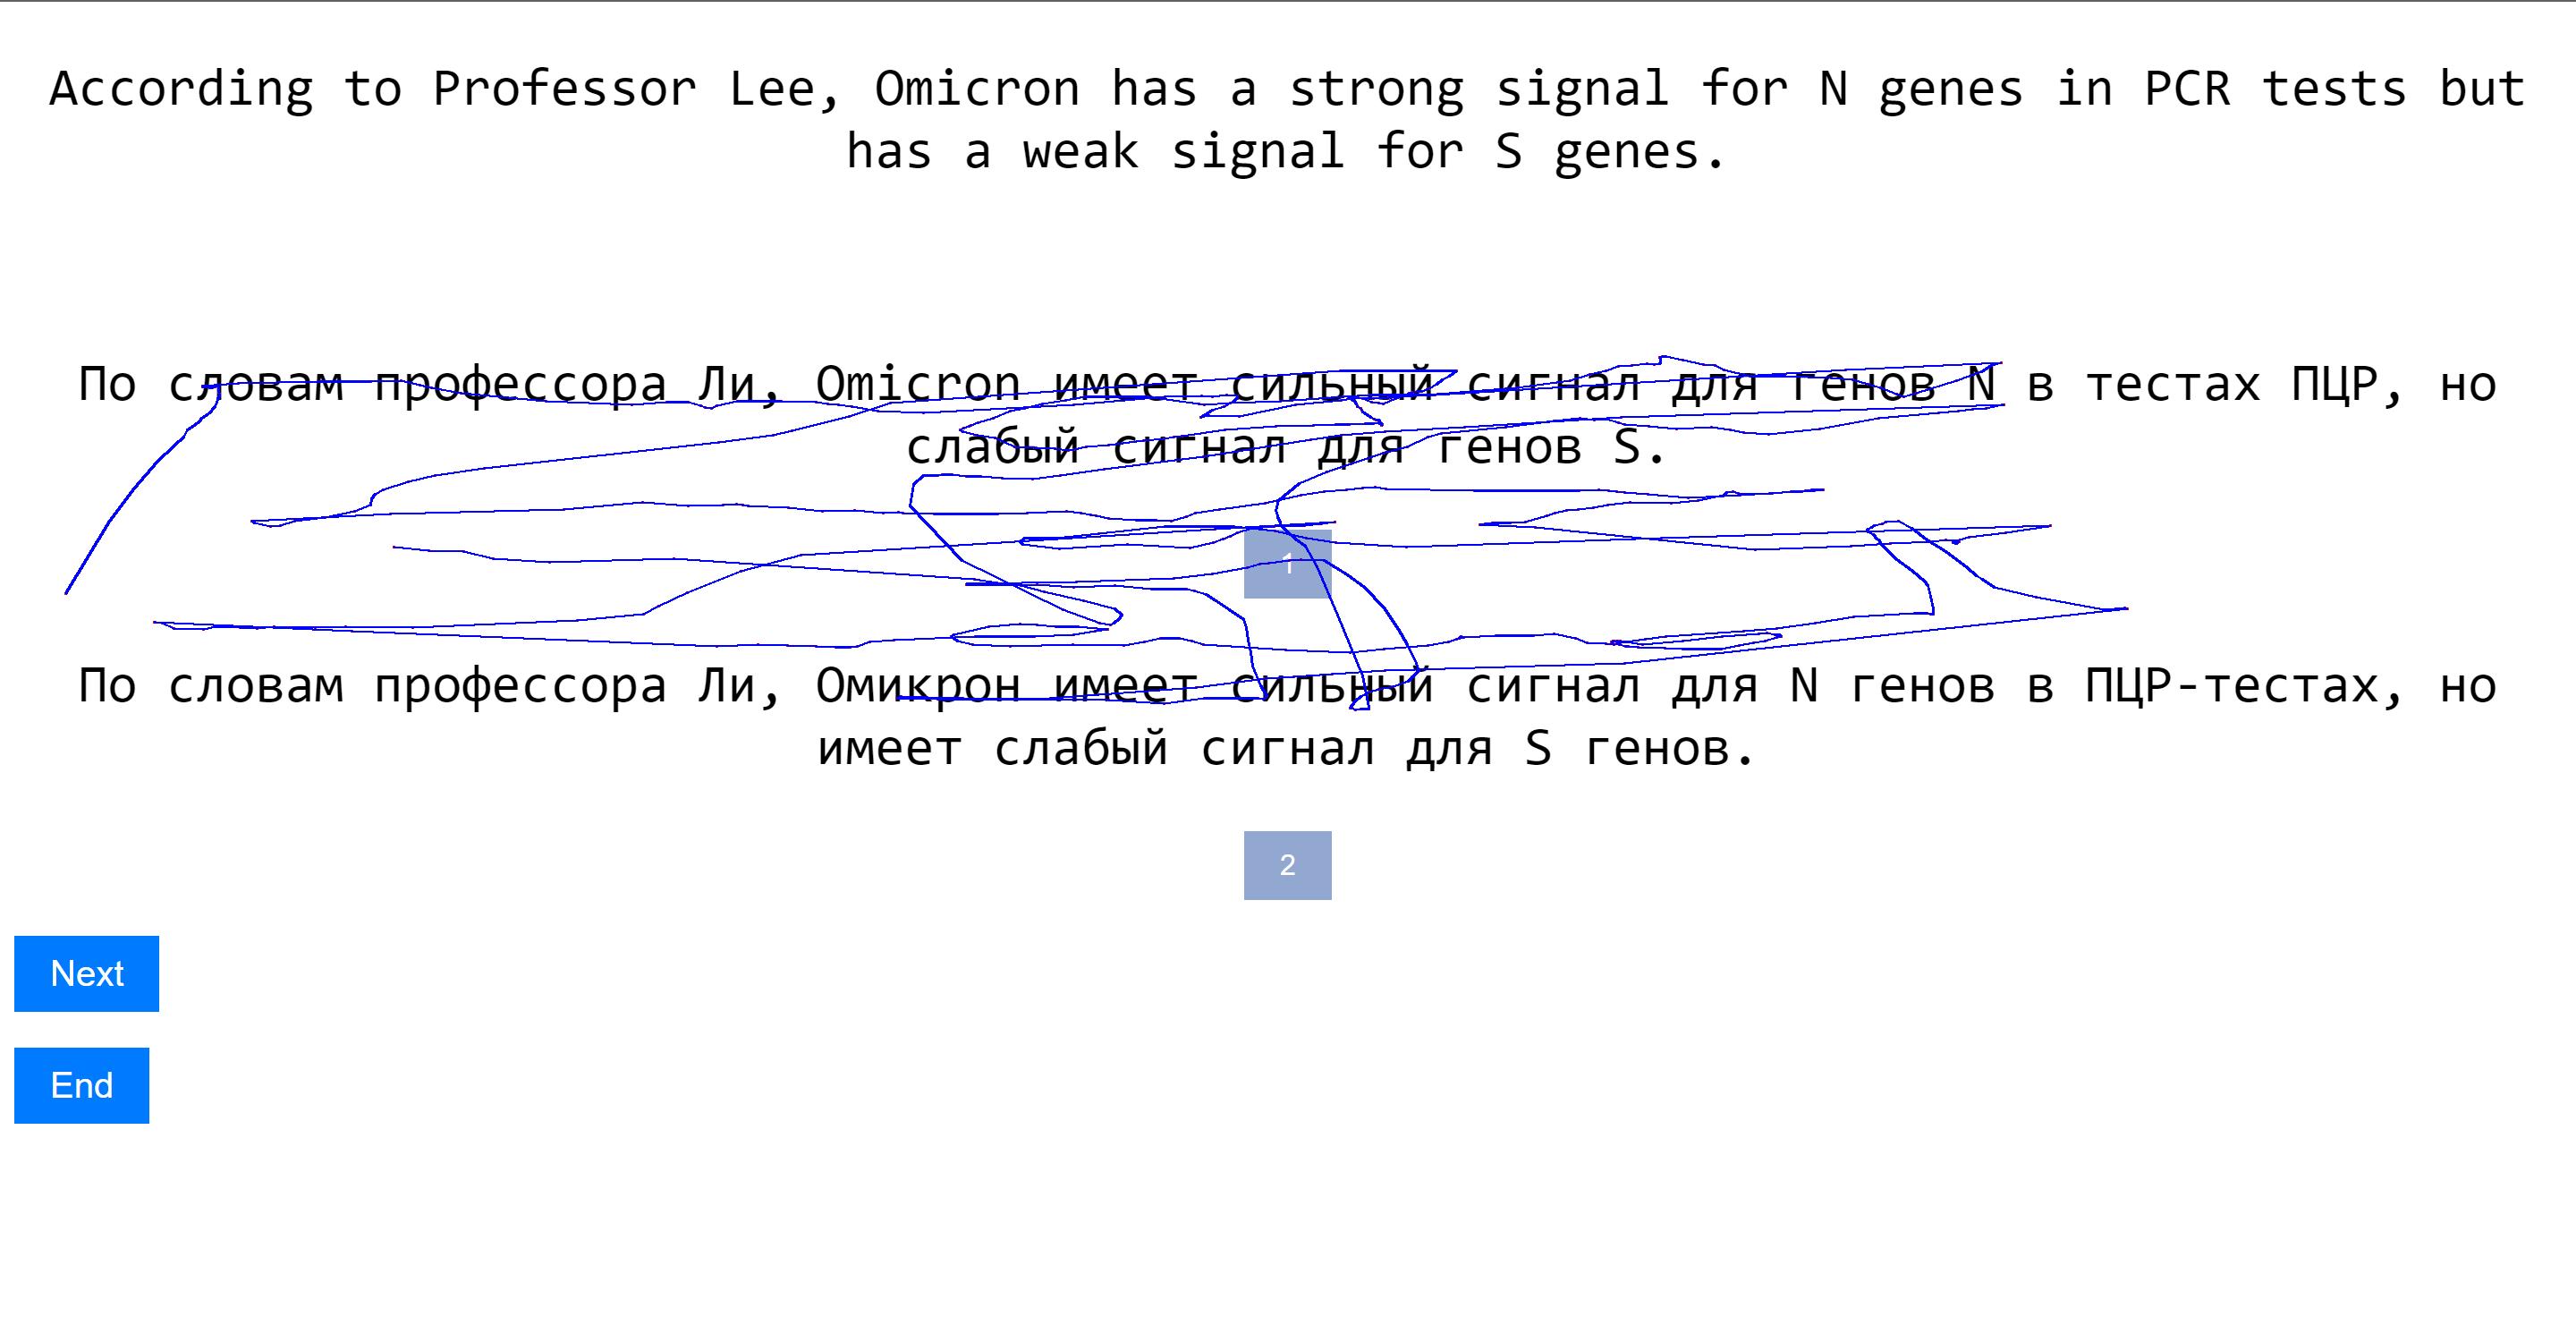 According to Professor Lee, Omicron has a strong signal for N genes in PCR tests but
has a weak signal for S genes.
По словам профессора Ли, Omicron имеет сильный сигнал для генов N в тестах ПЦР, но
слабый сигнал для генов S.
1
По словам профессора Ли, Омикрон имеет сильный сигнал для N генов в ПЦР-тестах, но
имеет слабый сигнал для S генов.
2
Next
End